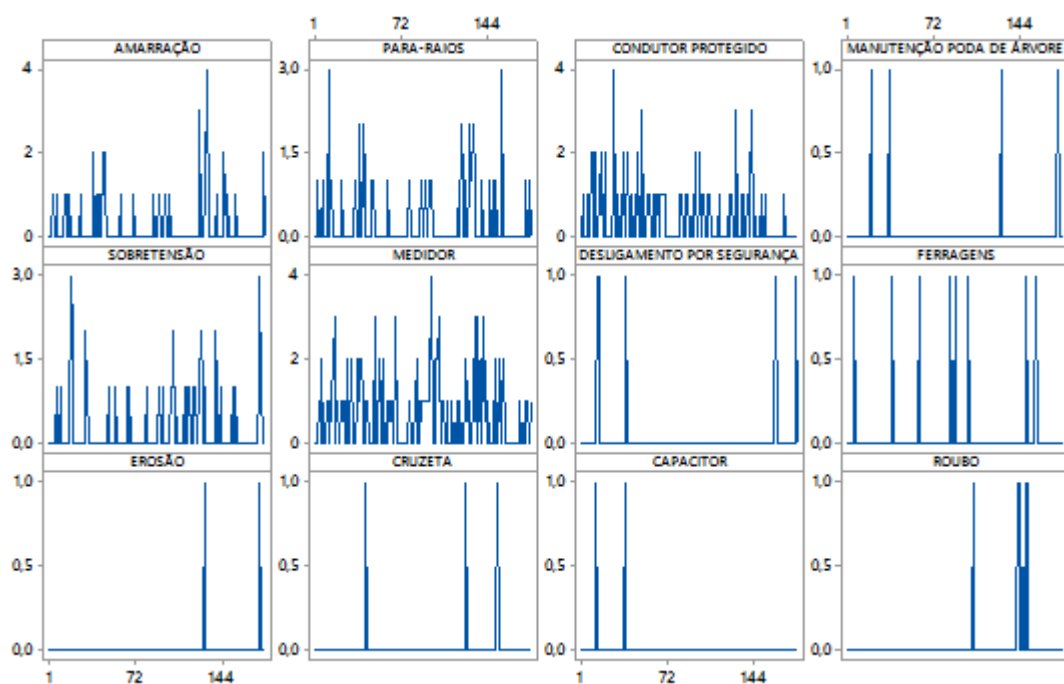 1 72 144 1 72 144
AMARRAÇÃO PARA-RAIOS CONDUTOR PROTEGIDO MANUTENÇÃO PODA DE ÁRVORE
4 3,0 4 1,0
2 1,5 2 0,5
0 0,0 0 0,0
SOBRETENSÃO MEDIDOR DESLIGAMENTO POR SEGURANÇA FERRAGENS
3,0 4 1,0 1,0
1,5 2 0,5 0,5
0,0 0 0,0 0,0
EROSÃO CRUZETA CAPACITOR ROUBO
1,0 1,0 1,0 1,0
0,5 0,5 0,5 0,5
0,0 0,0 0,0 0,0
1 72 144 1 72 144